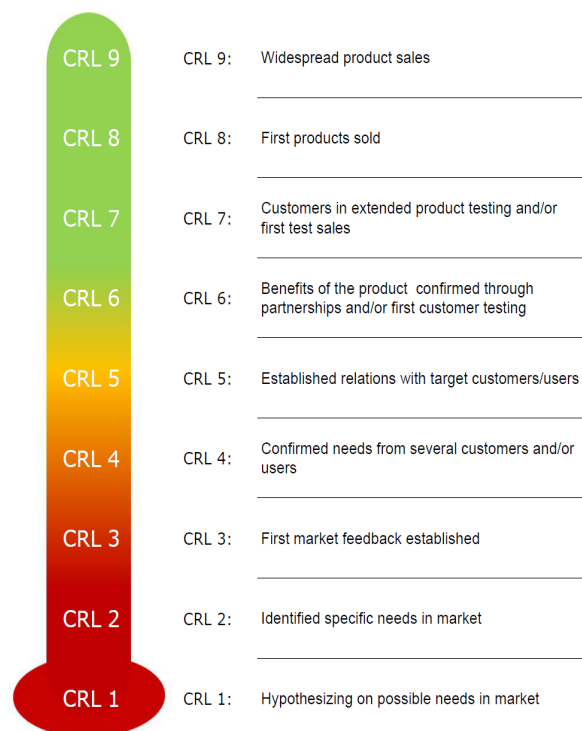 CRL 9
CRL 9:
Widespread product sales
CRL 8
CRL 8:
First products sold
CRL 7
CRL 7:
Customers in extended product testing and/or
first test sales
CRL 6
CRL 6:
Benefits of the product confirmed through
partnerships and/or first customer testing
CRL 5
CRL 5:
Established relations with target customers/users
CRL 4
CRL 4:
Confirmed needs from several customers and/or
users
CRL 3
CRL 3:
First market feedback established
CRL 2
CRL 2:
Identified specific needs in market
CRL 1
CRL 1:
Hypothesizing on possible needs in market